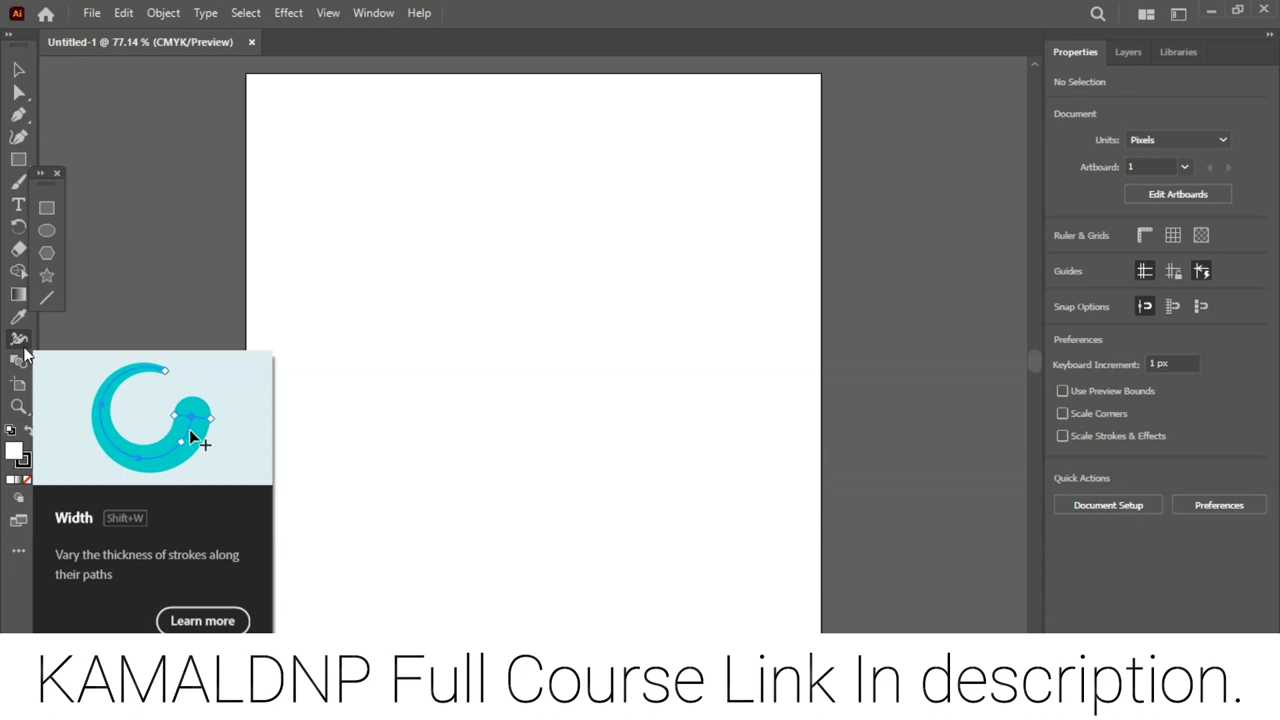 Ai File Edit Object Type Select Effect View Window Help
Untitled-1 @ 77.14 % (CMYK/Preview) ×
Properties Layers Libraries
No Selection
Document
Units: Pixels
Artboard: 1
Edit Artboards
Ruler & Grids
Guides
Snap Options
Preferences
Keyboard Increment: 1 px
Use Preview Bounds
Scale Corners
Scale Strokes & Effects
Quick Actions
Document Setup Preferences
T
Width Shift+W
Vary the thickness of strokes along
their paths
Learn more
KAMALDNP Full Course Link In description.